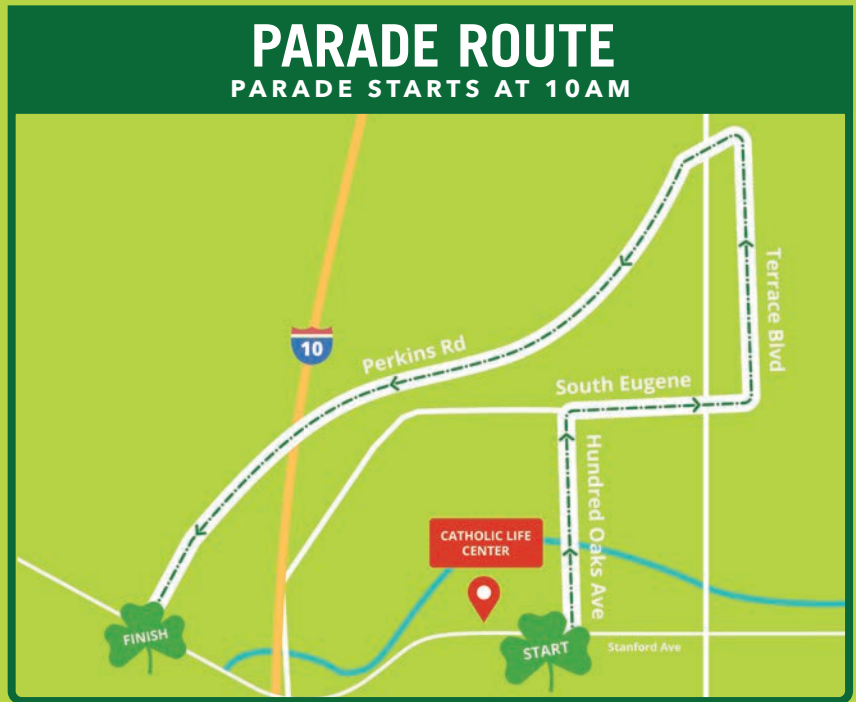 PARADE ROUTE
PARADE STARTS AT 10AM
Terrace Blvd
10
Perkins Rd
South Eugene
Hundred Oaks Ave
CATHOLIC LIFE
CENTER
FINISH
START
Stanford Ave